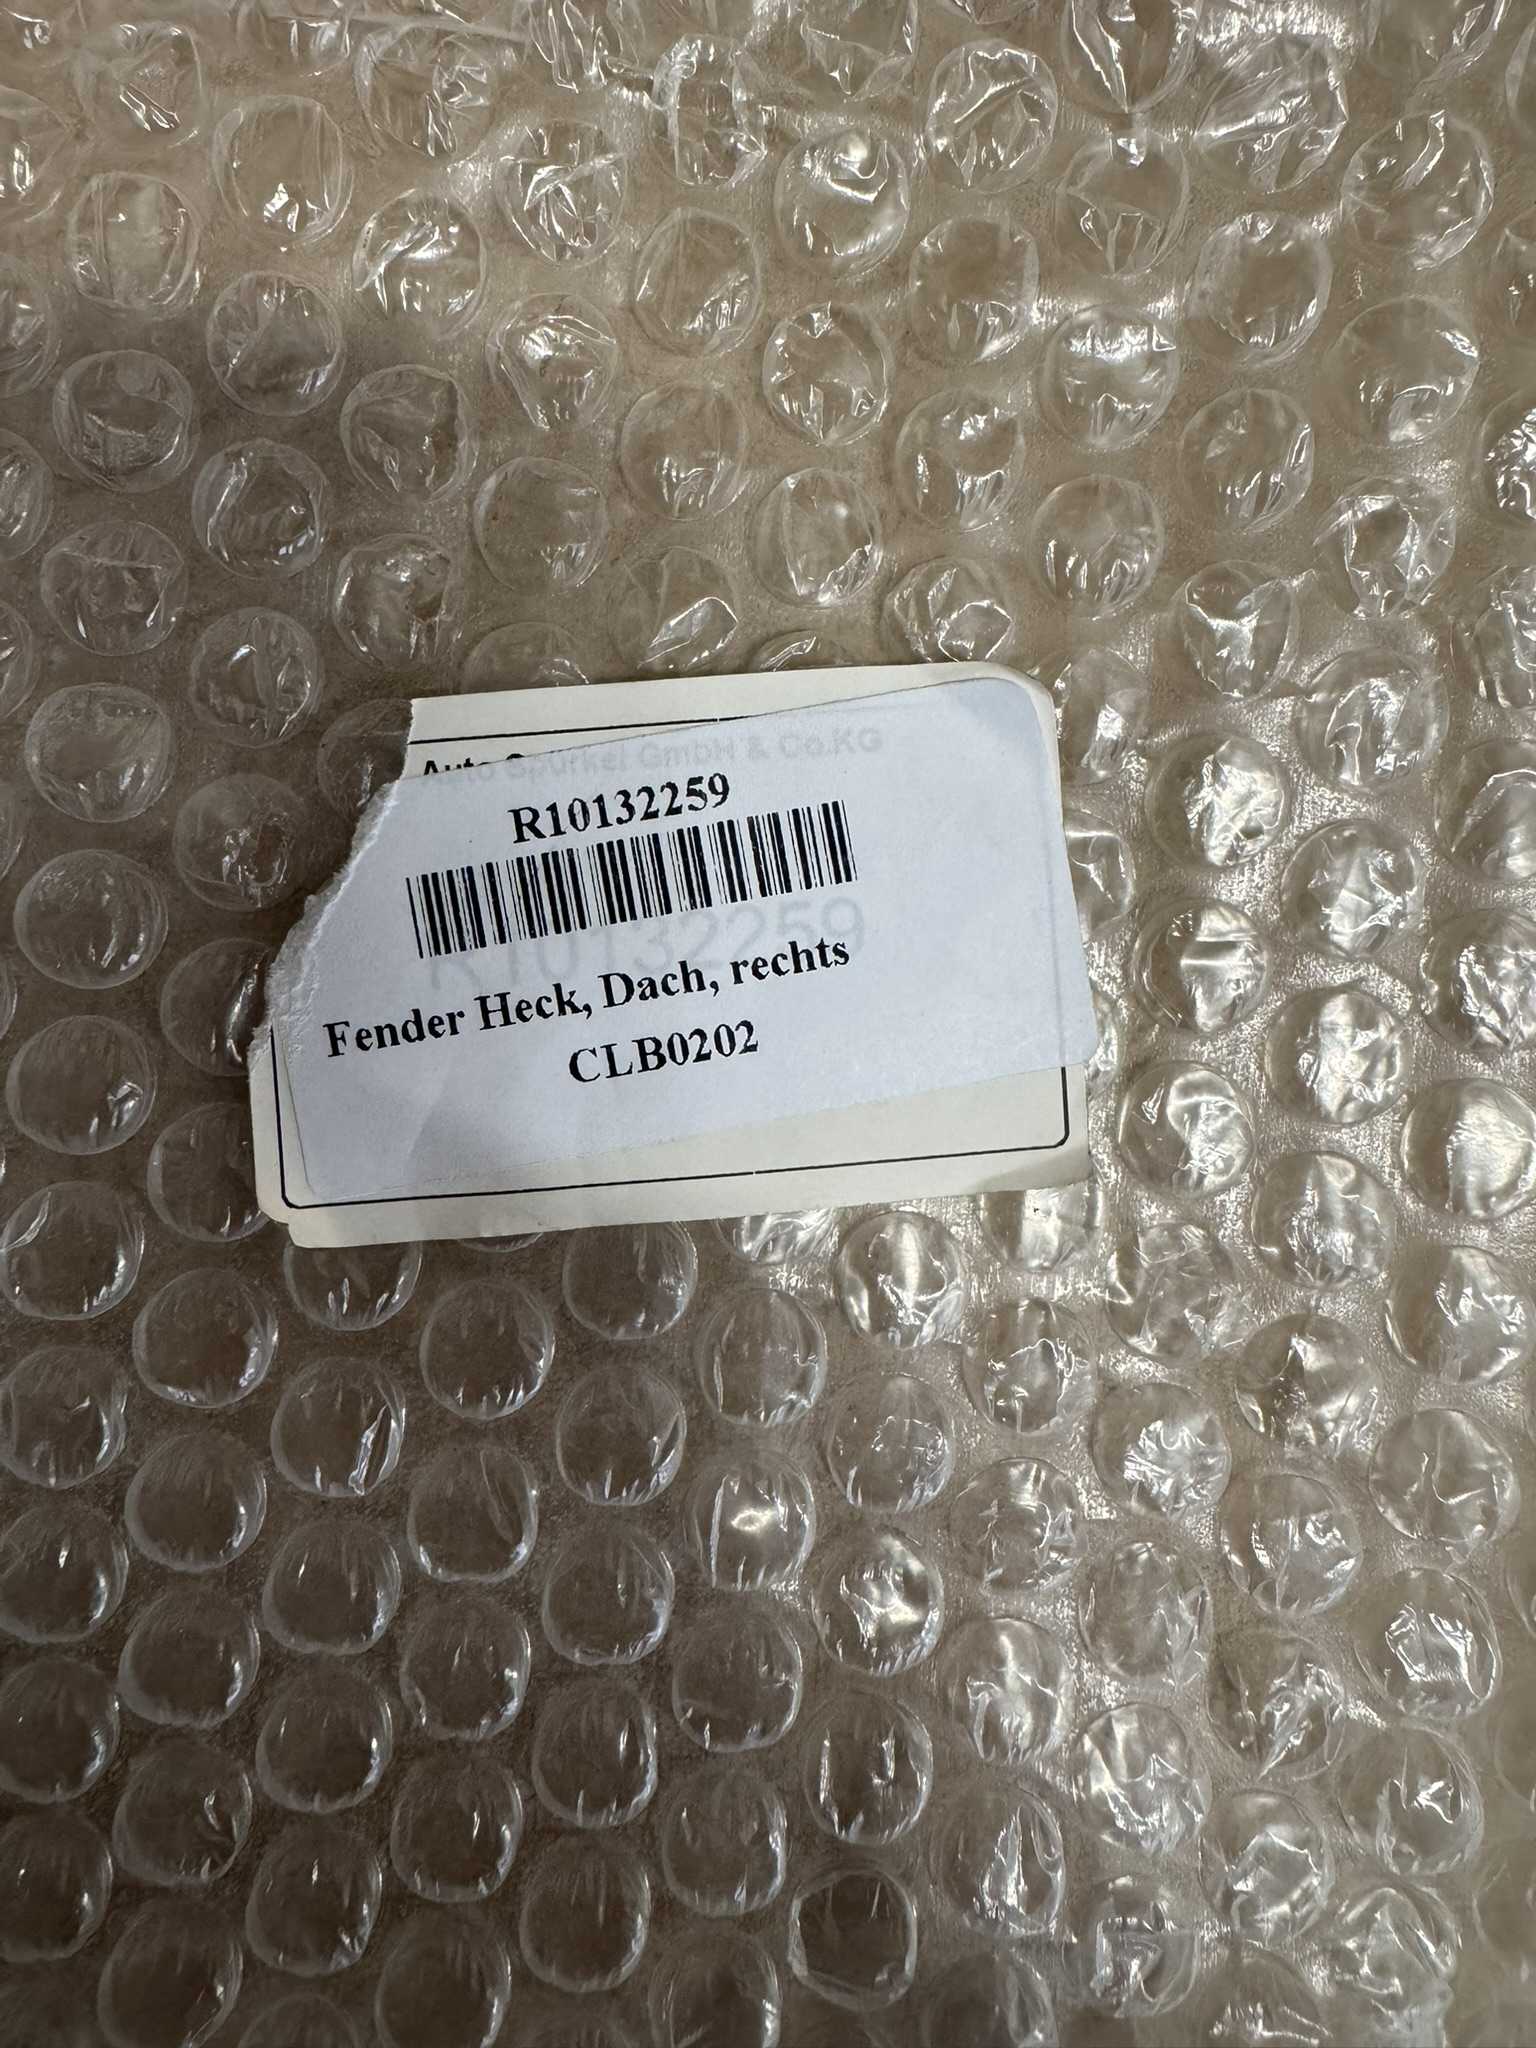 Auto Spürkel GmbH & Co.KG
R10132259
R10132259
Fender Heck, Dach, rechts
CLB0202